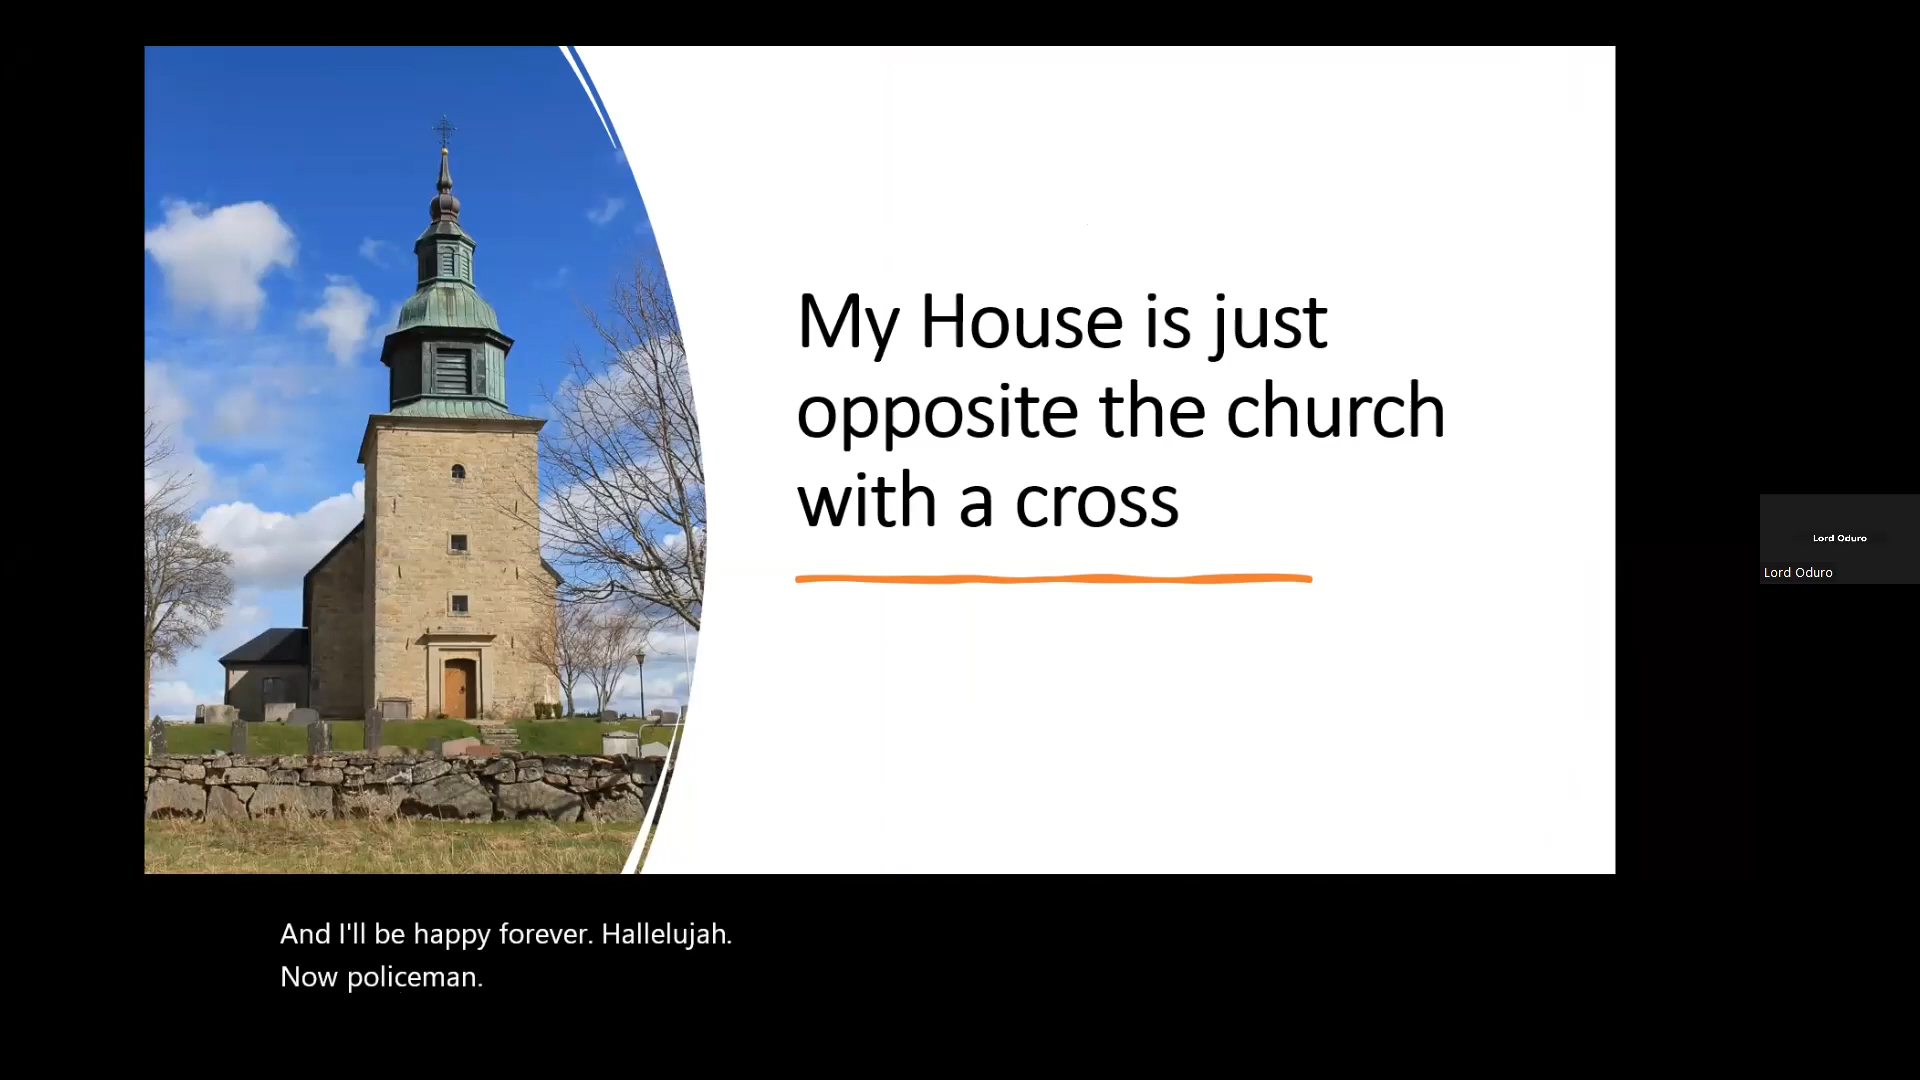 My House is just
opposite the church
with a cross
Lord Oduro
Lord Oduro
And I'll be happy forever. Hallelujah.
Now policeman.